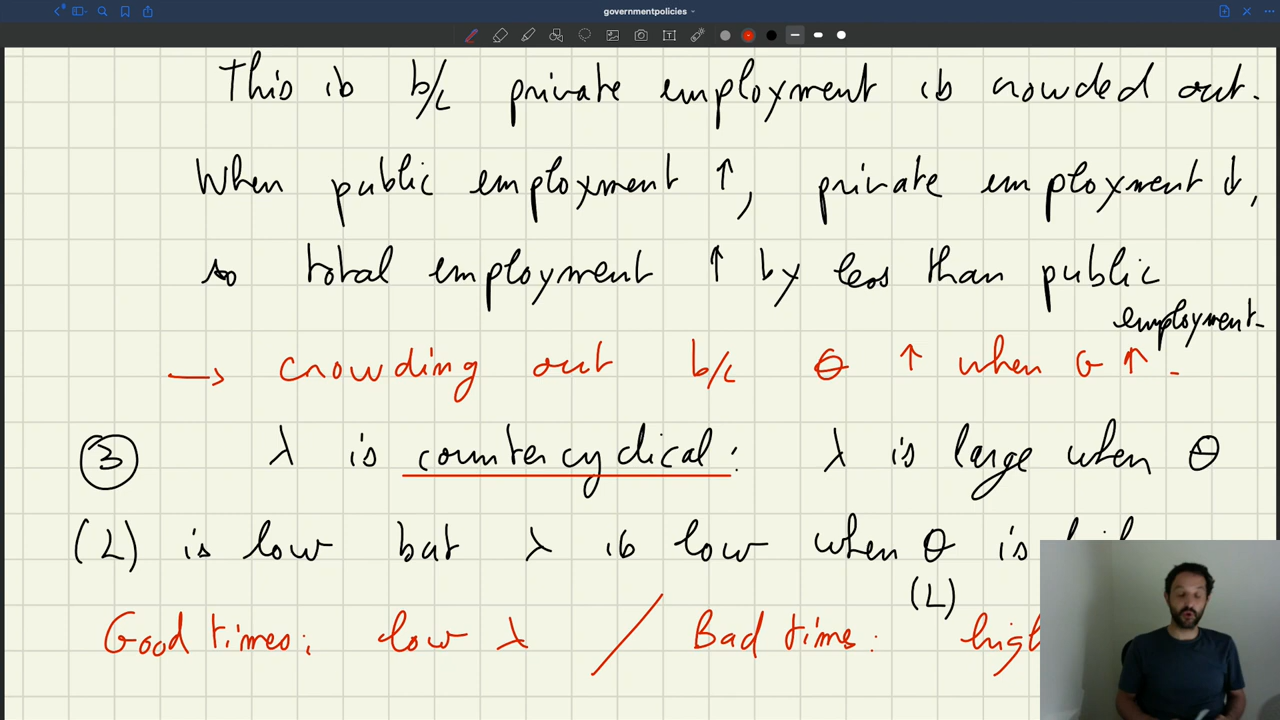 governmentpolicies
This is b/c private employment is crowded out.
When public employment ↑, private employment ↓,
so total employment ↑ by less than public
employment.
→ crowding out b/c θ ↑ when G ↑.
③ λ is countercyclical: λ is large when θ
(L) is low but λ is low when θ is
(L)
Good times: low λ / Bad time: